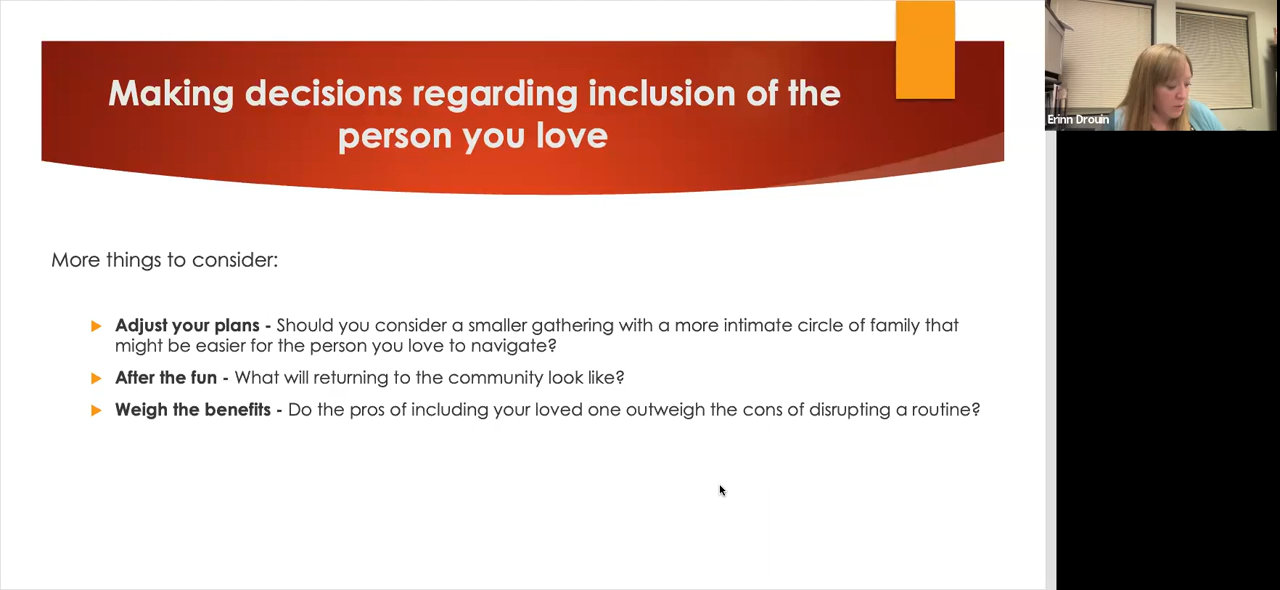 Making decisions regarding inclusion of the
person you love
More things to consider:
Adjust your plans - Should you consider a smaller gathering with a more intimate circle of family that
might be easier for the person you love to navigate?
After the fun - What will returning to the community look like?
Weigh the benefits - Do the pros of including your loved one outweigh the cons of disrupting a routine?
Erinn Drouin